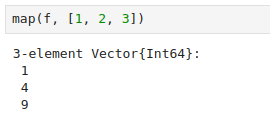 map(f, [1, 2, 3])
3-element Vector{Int64}:
 1
 4
 9